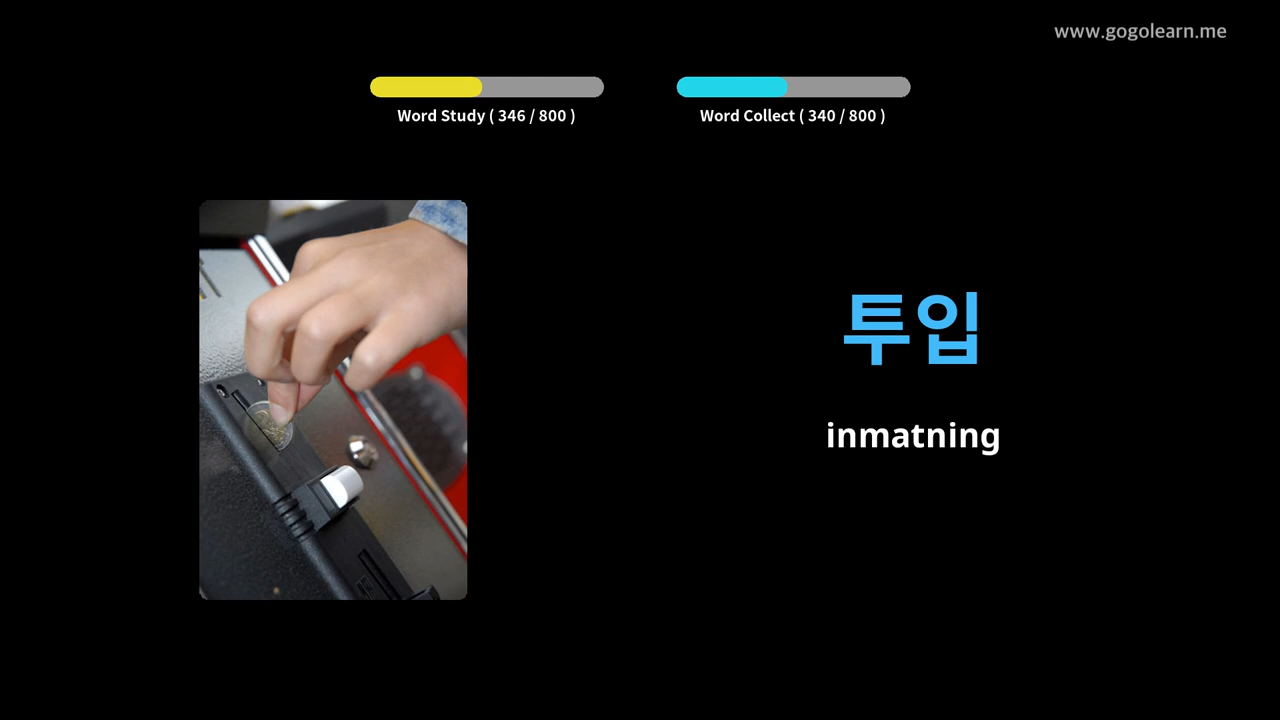 www.gogolearn.me
Word Study ( 346 / 800 )
Word Collect ( 340 / 800 )
투입
inmatning